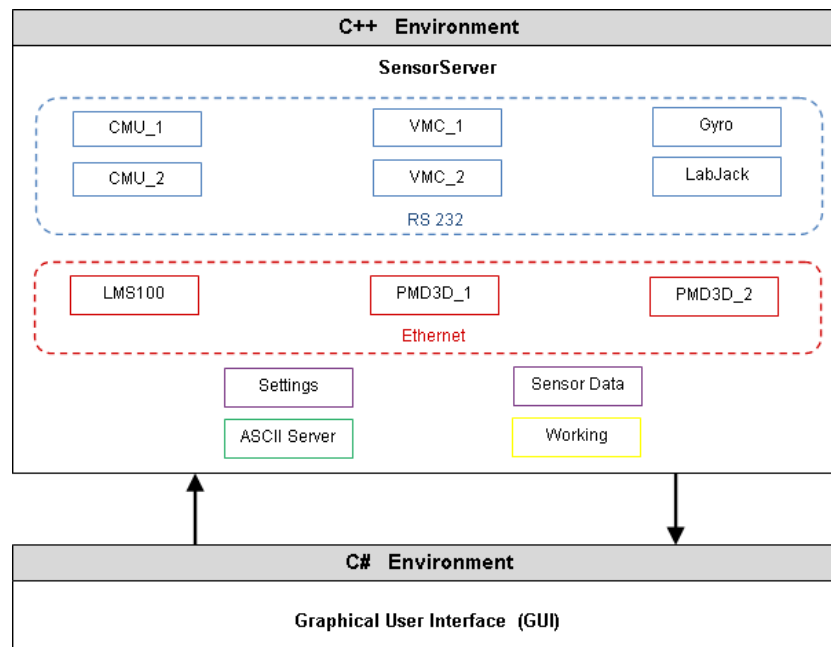 C++ Environment
SensorServer
CMU_1 VMC_1 Gyro
CMU_2 VMC_2 LabJack
RS 232
LMS100 PMD3D_1 PMD3D_2
Ethernet
Settings Sensor Data
ASCII Server Working
C# Environment
Graphical User Interface (GUI)